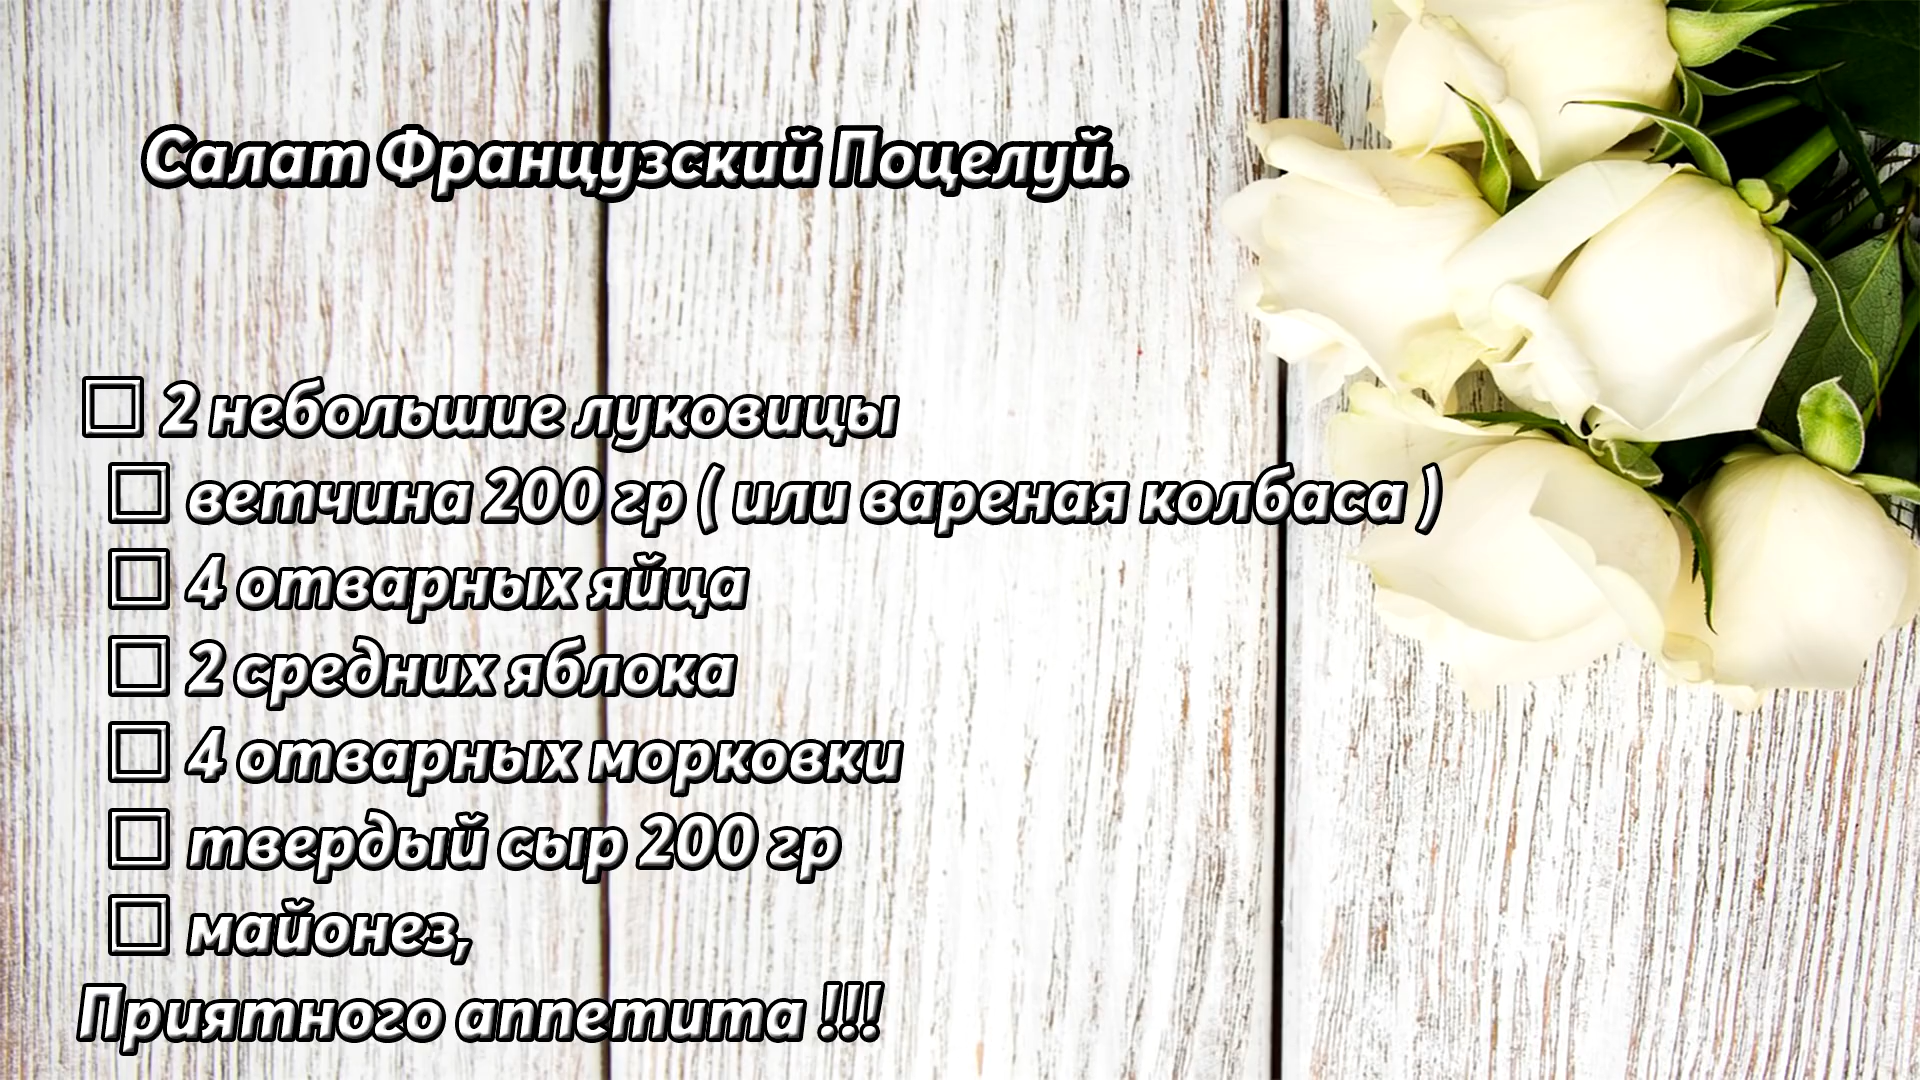 Салат Французский Поцелуй.
□ 2 небольшие луковицы
□ ветчина 200 гр ( или вареная колбаса )
□ 4 отварных яйца
□ 2 средних яблока
□ 4 отварных морковки
□ твердый сыр 200 гр
□ майонез,
Приятного аппетита !!!